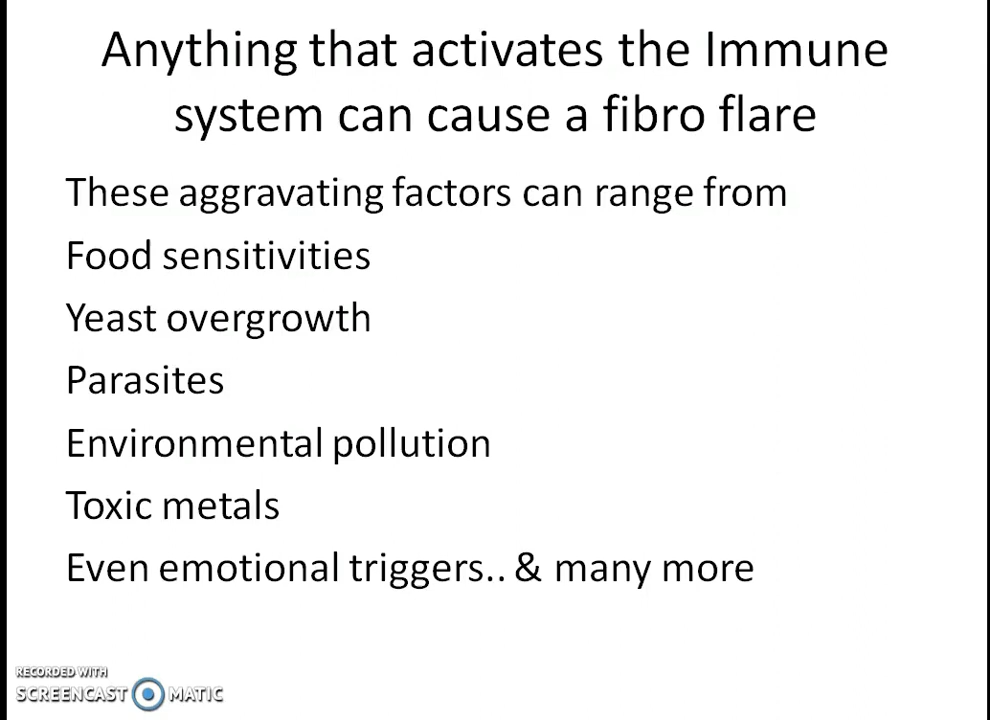 Anything that activates the Immune
system can cause a fibro flare
These aggravating factors can range from
Food sensitivities
Yeast overgrowth
Parasites
Environmental pollution
Toxic metals
Even emotional triggers.. & many more
RECORDED WITH
SCREENCAST MATIC